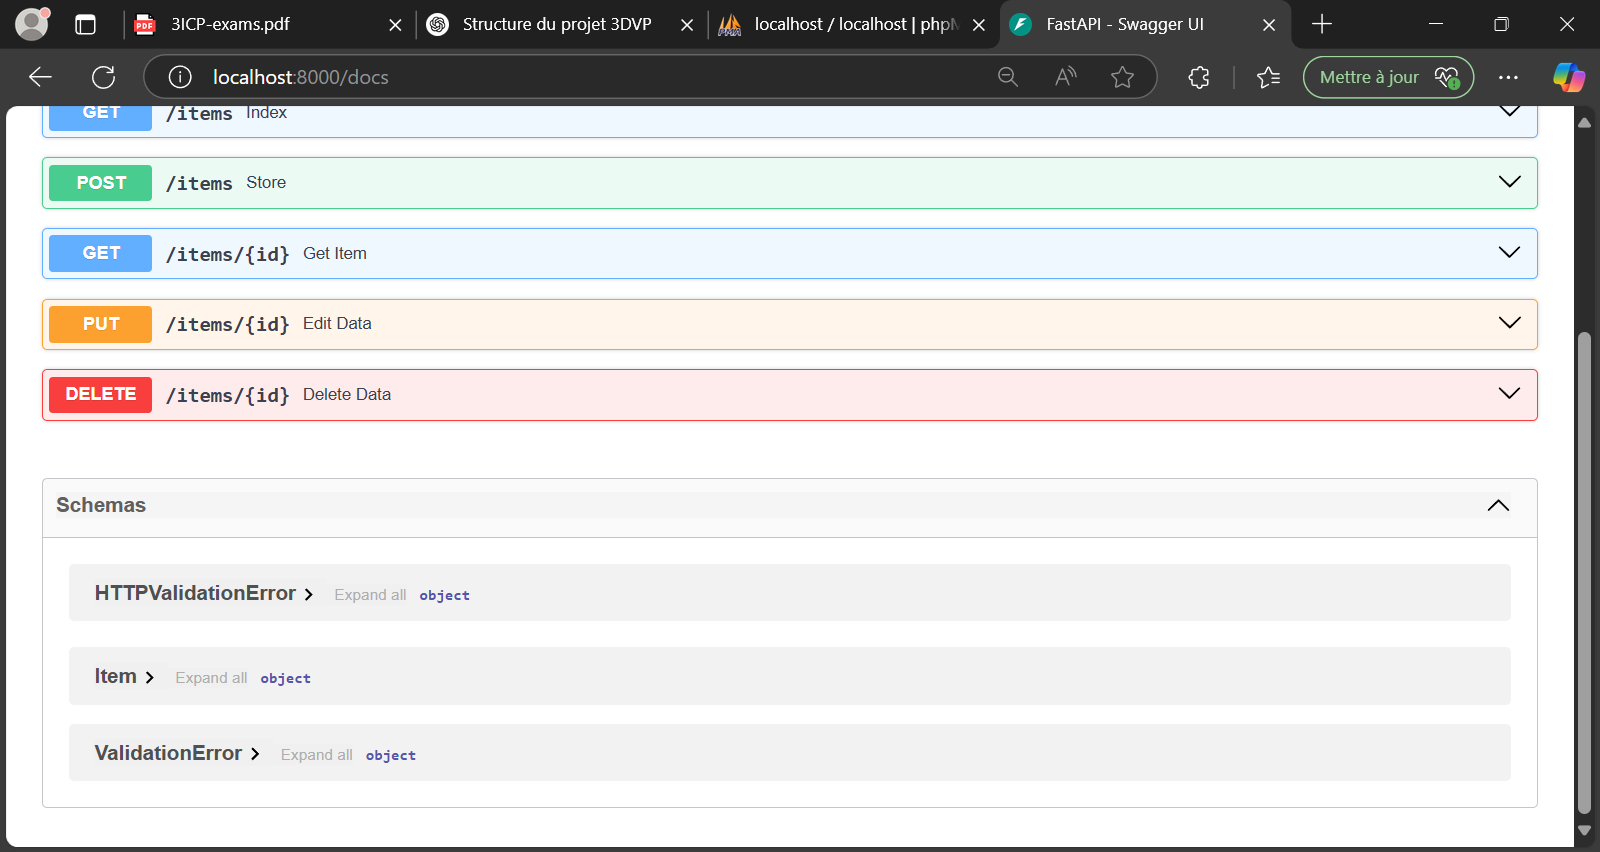 3ICP-exams.pdf
Structure du projet 3DVP
localhost / localhost | phpM
FastAPI - Swagger UI
localhost:8000/docs
Mettre à jour
GET /items Index
POST /items Store
GET /items/{id} Get Item
PUT /items/{id} Edit Data
DELETE /items/{id} Delete Data
Schemas
HTTPValidationError Expand all object
Item Expand all object
ValidationError Expand all object